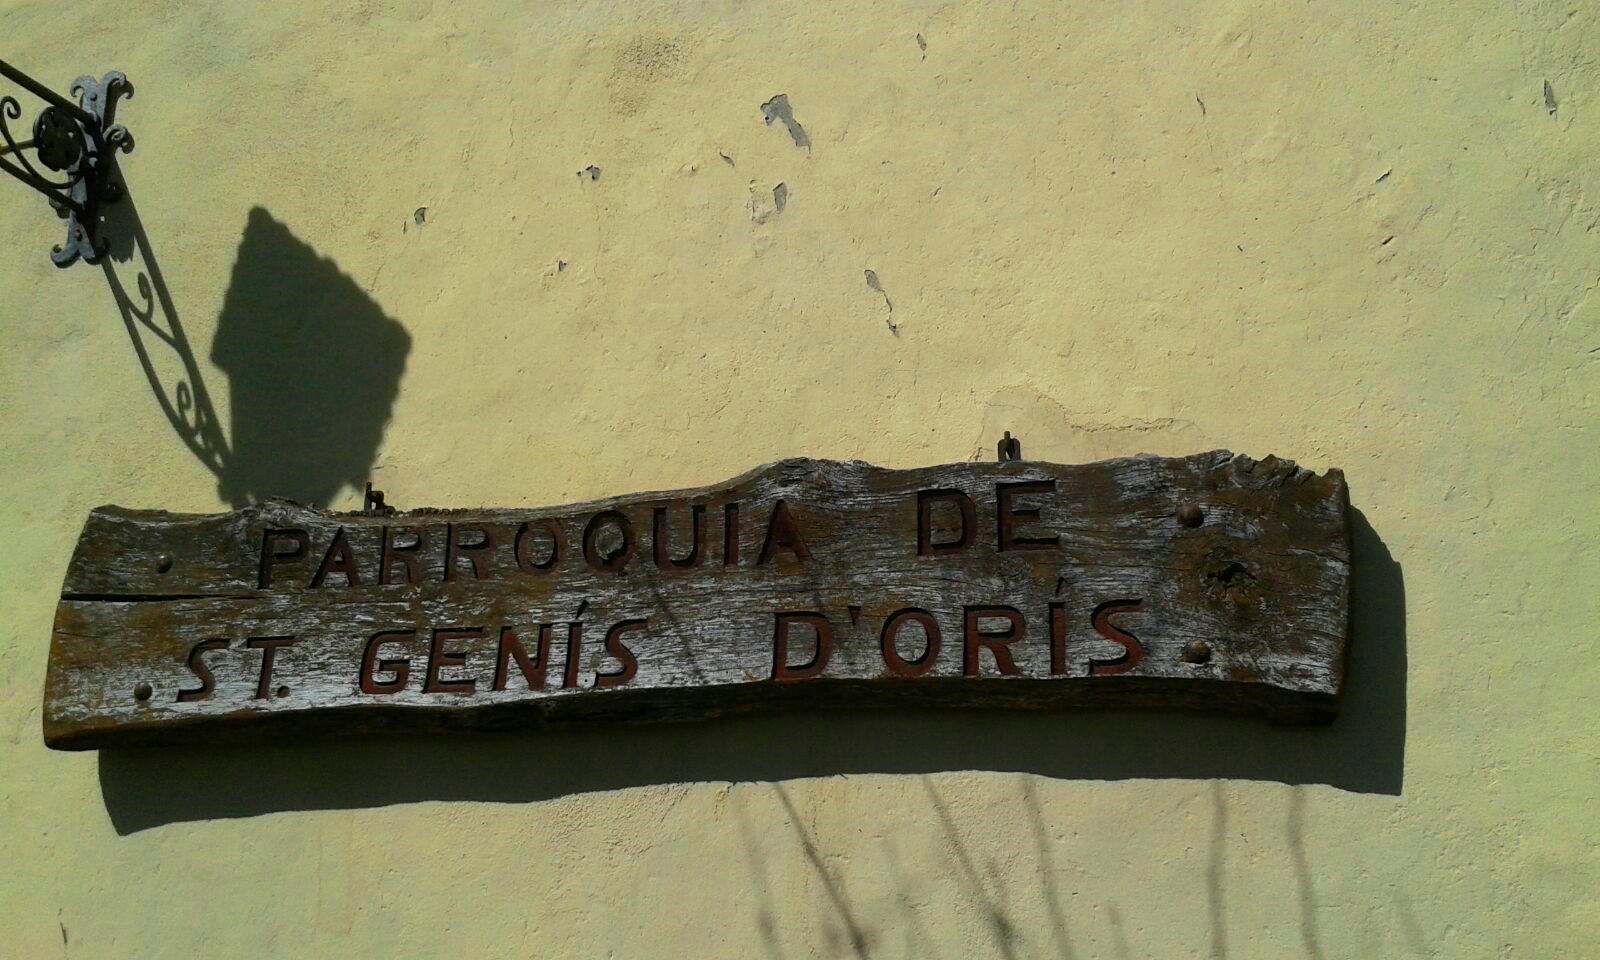 PARROQUIA DE
ST. GENÍS D'ORÍS